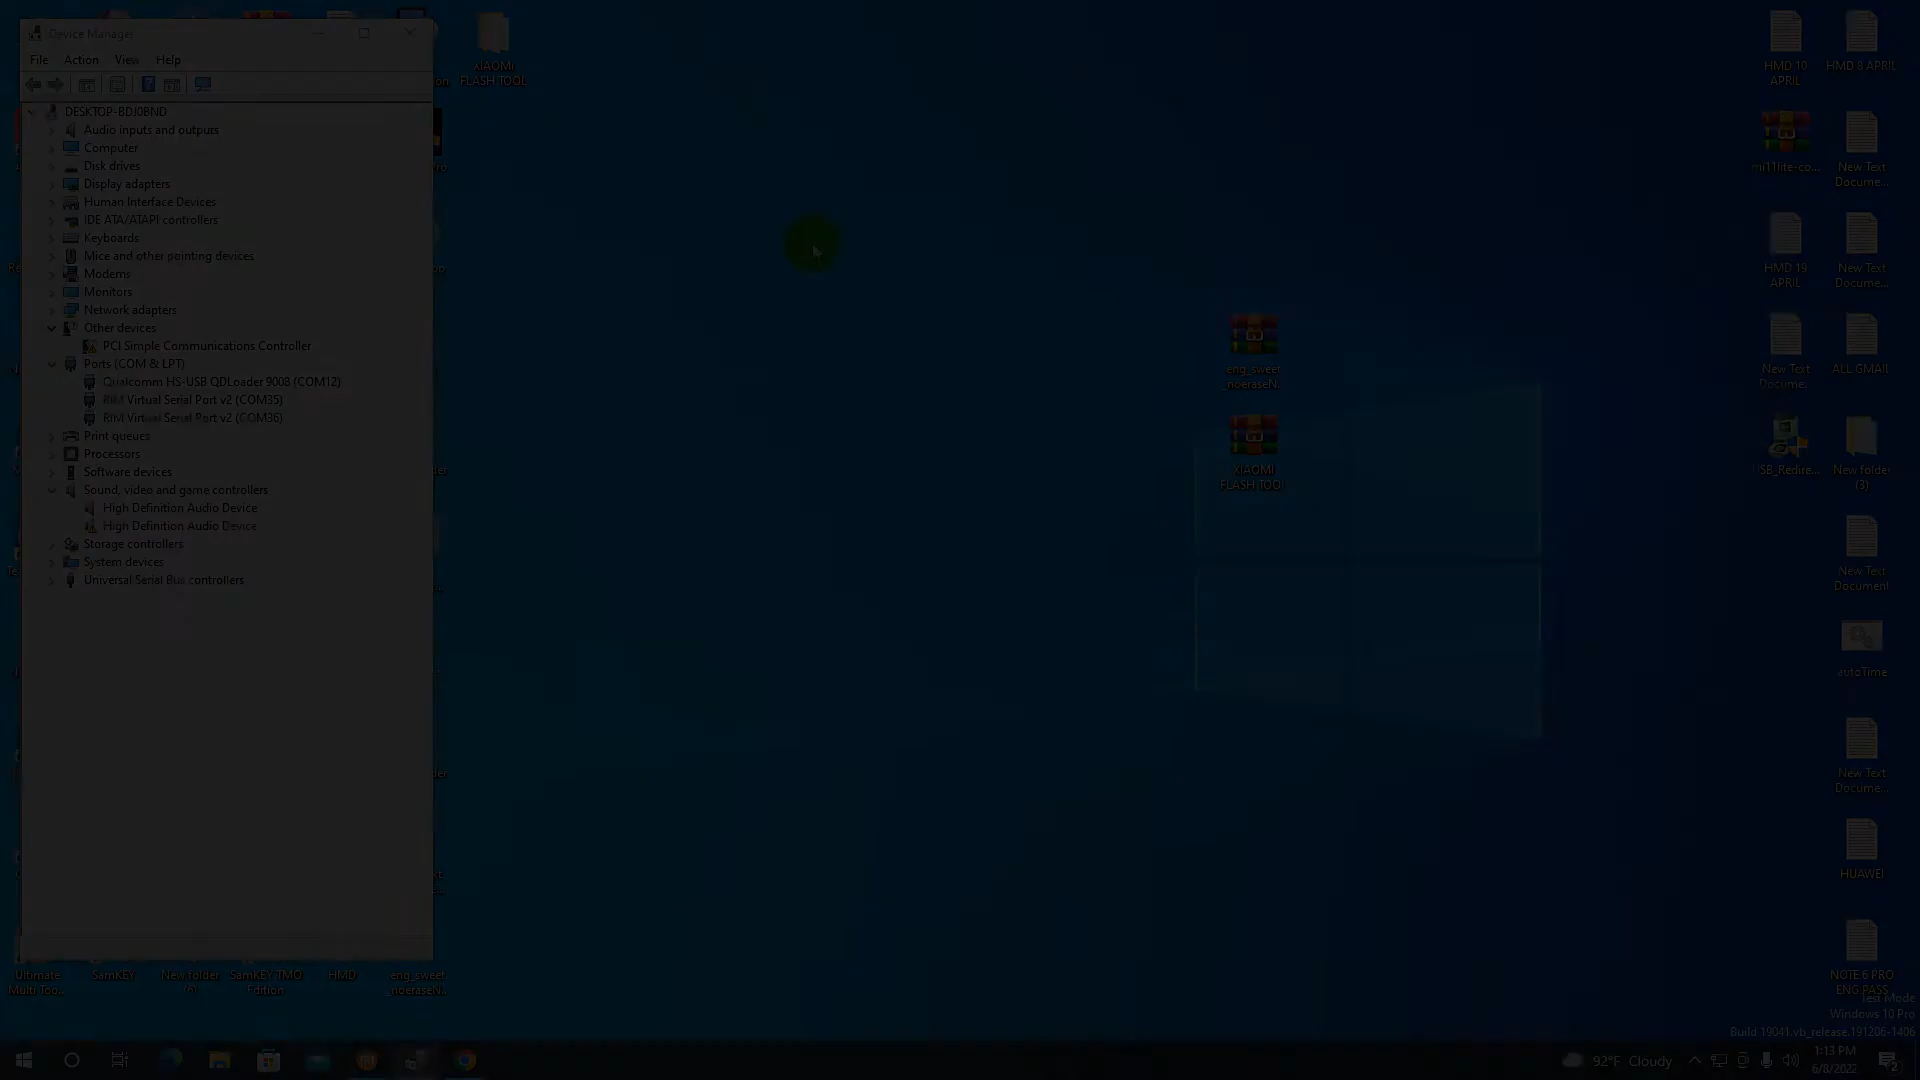 Device Manager
File Action View Help
DESKTOP-BDJ0BND
Audio inputs and outputs
Computer
Disk drives
Display adapters
Human Interface Devices
IDE ATA/ATAPI controllers
Keyboards
Mice and other pointing devices
Modems
Monitors
Network adapters
Other devices
PCI Simple Communications Controller
Ports (COM & LPT)
Qualcomm HS-USB QDLoader 9008 (COM12)
RIM Virtual Serial Port v2 (COM35)
RIM Virtual Serial Port v2 (COM36)
Print queues
Processors
Software devices
Sound, video and game controllers
High Definition Audio Device
High Definition Audio Device
Storage controllers
System devices
Universal Serial Bus controllers
XIAOMI
FLASH TOOL
eng_sweet
_noeraseN...
XIAOMI
FLASH TOOL
HMD 10
APRIL
HMD 8 APRIL
mi11lite-co...
New Text
Docume...
HMD 19
APRIL
New Text
Docume...
New Text
Docume...
ALL GMAIL
USB_Redire...
New folder
(3)
New Text
Document
autoTime
New Text
Docume...
HUAWEI
NOTE 6 PRO
ENG PASS
Ultimate
Multi-Too...
SamKEY
New folder
SamKEY TMO
Edition
HMD
eng_sweet
_noeraseN...
Test Mode
Windows 10 Pro
Build 19041.vb_release.191206-1406
92°F Cloudy
1:13 PM
6/8/2022
2